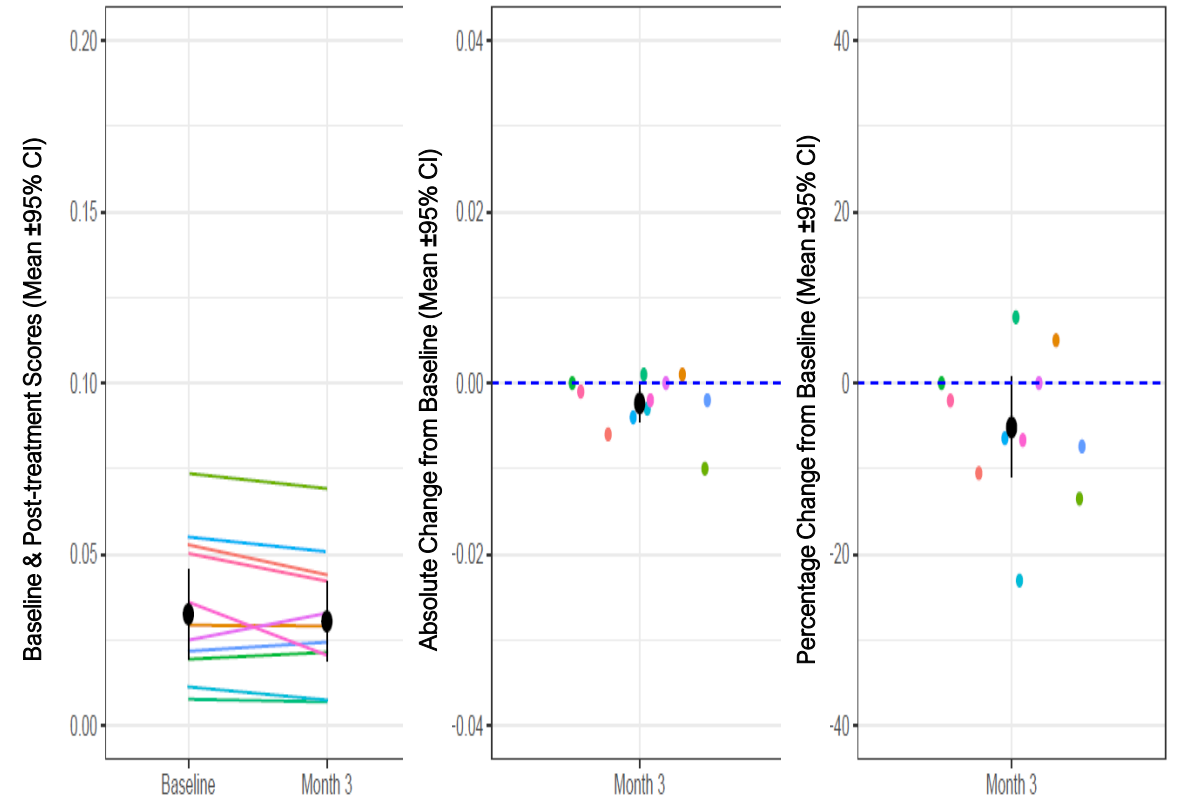 Baseline & Post-treatment Scores (Mean ±95% CI)
0.20
0.15
0.10
0.05
0.00
Baseline
Month 3
Absolute Change from Baseline (Mean ±95% CI)
0.04
0.02
0.00
-0.02
-0.04
Month 3
Percentage Change from Baseline (Mean ±95% CI)
40
20
0
-20
-40
Month 3